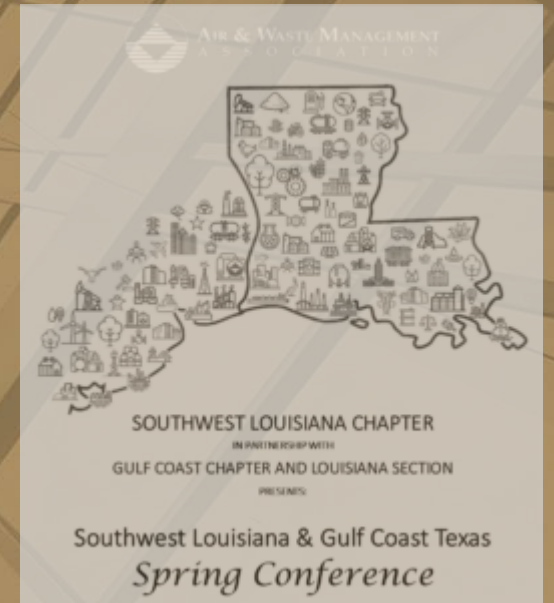 AIR & WASTE MANAGEMENT
ASSOCIATION
SOUTHWEST LOUISIANA CHAPTER
IN PARTNERSHIP WITH
GULF COAST CHAPTER AND LOUISIANA SECTION
PRESENTS:
Southwest Louisiana & Gulf Coast Texas
Spring Conference